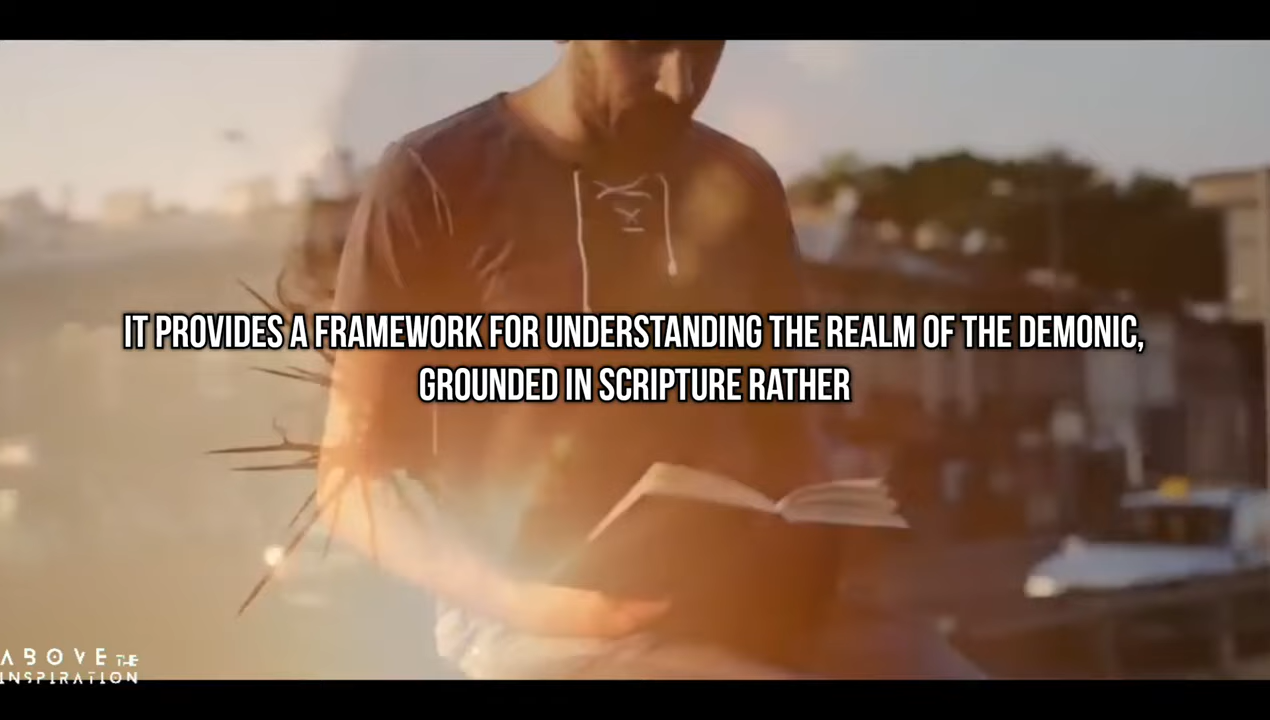 IT PROVIDES A FRAMEWORK FOR UNDERSTANDING THE REALM OF THE DEMONIC,
GROUNDED IN SCRIPTURE RATHER
ABOVE THE
INSPIRATION